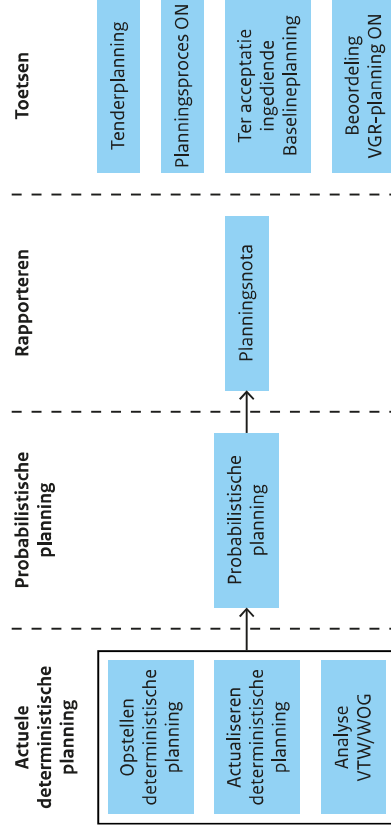 Actuele
deterministische
planning
Opstellen
deterministische
planning
Actualiseren
deterministische
planning
Analyse
VTW/WOG
Probabilistische
planning
Probabilistische
planning
Rapporteren
Planningsnota
Toetsen
Tenderplanning
Planningsproces ON
Ter acceptatie
ingediende
Baselineplanning
Beoordeling
VGR-planning ON